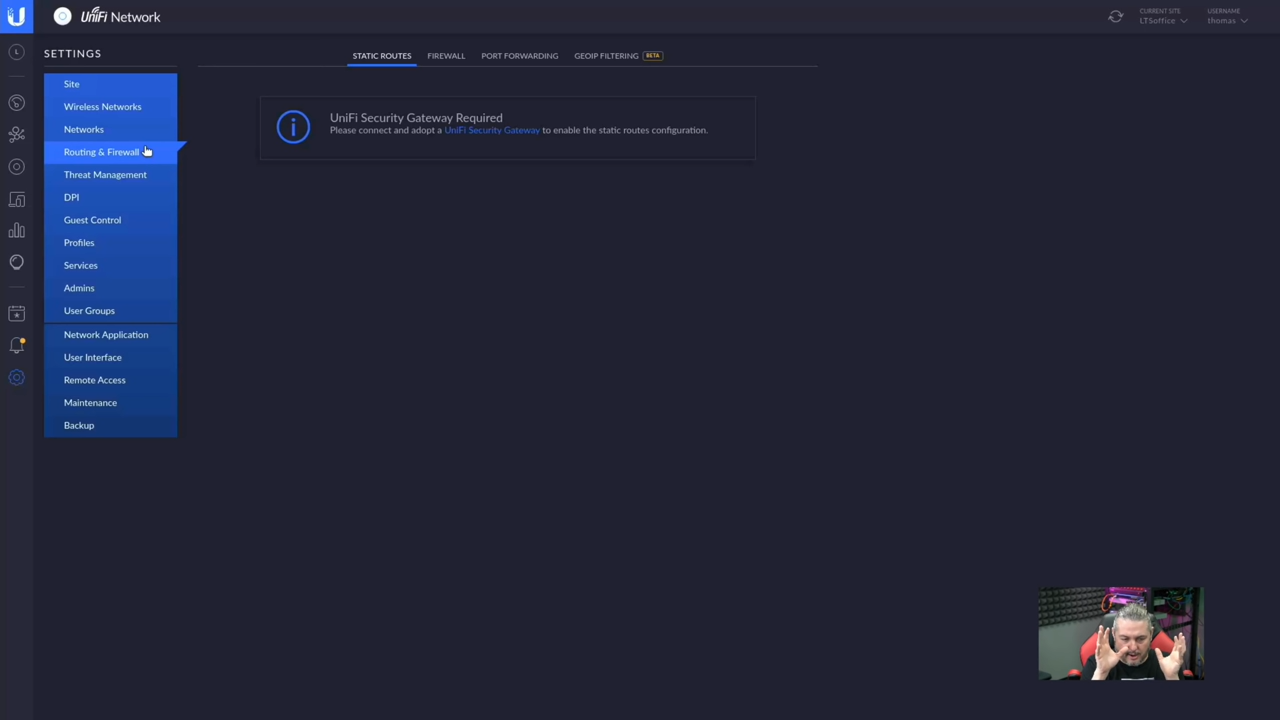 UniFi Network
CURRENT SITE
LTSoffice
USERNAME
thomas
SETTINGS
L
Site
Wireless Networks
Networks
Routing & Firewall
Threat Management
DPI
Guest Control
Profiles
Services
Admins
User Groups
Network Application
User Interface
Remote Access
Maintenance
Backup
STATIC ROUTES FIREWALL PORT FORWARDING GEOIP FILTERING BETA
UniFi Security Gateway Required
Please connect and adopt a UniFi Security Gateway to enable the static routes configuration.